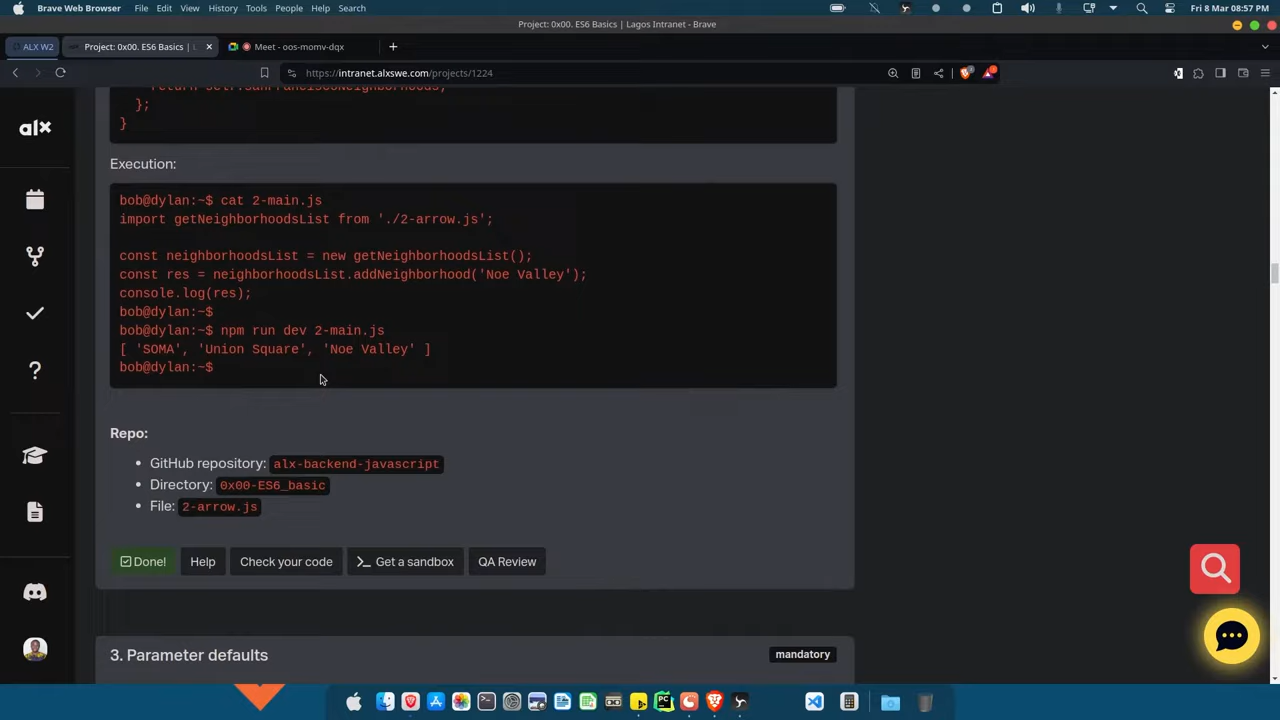 Brave Web Browser File Edit View History Tools People Help Search Fri 8 Mar 08:57 PM
Project: 0x00. ES6 Basics | Lagos Intranet - Brave
ALX W2 Project: 0x00. ES6 Basics | L Meet - oos-momv-dqx
https://intranet.alxswe.com/projects/1224
alx
};
}
Execution:
bob@dylan:~$ cat 2-main.js
import getNeighborhoodsList from './2-arrow.js';
const neighborhoodsList = new getNeighborhoodsList();
const res = neighborhoodsList.addNeighborhood('Noe Valley');
console.log(res);
bob@dylan:~$
bob@dylan:~$ npm run dev 2-main.js
[ 'SOMA', 'Union Square', 'Noe Valley' ]
bob@dylan:~$
Repo:
• GitHub repository: alx-backend-javascript
• Directory: 0x00-ES6_basic
• File: 2-arrow.js
Done! Help Check your code Get a sandbox QA Review
3. Parameter defaults mandatory